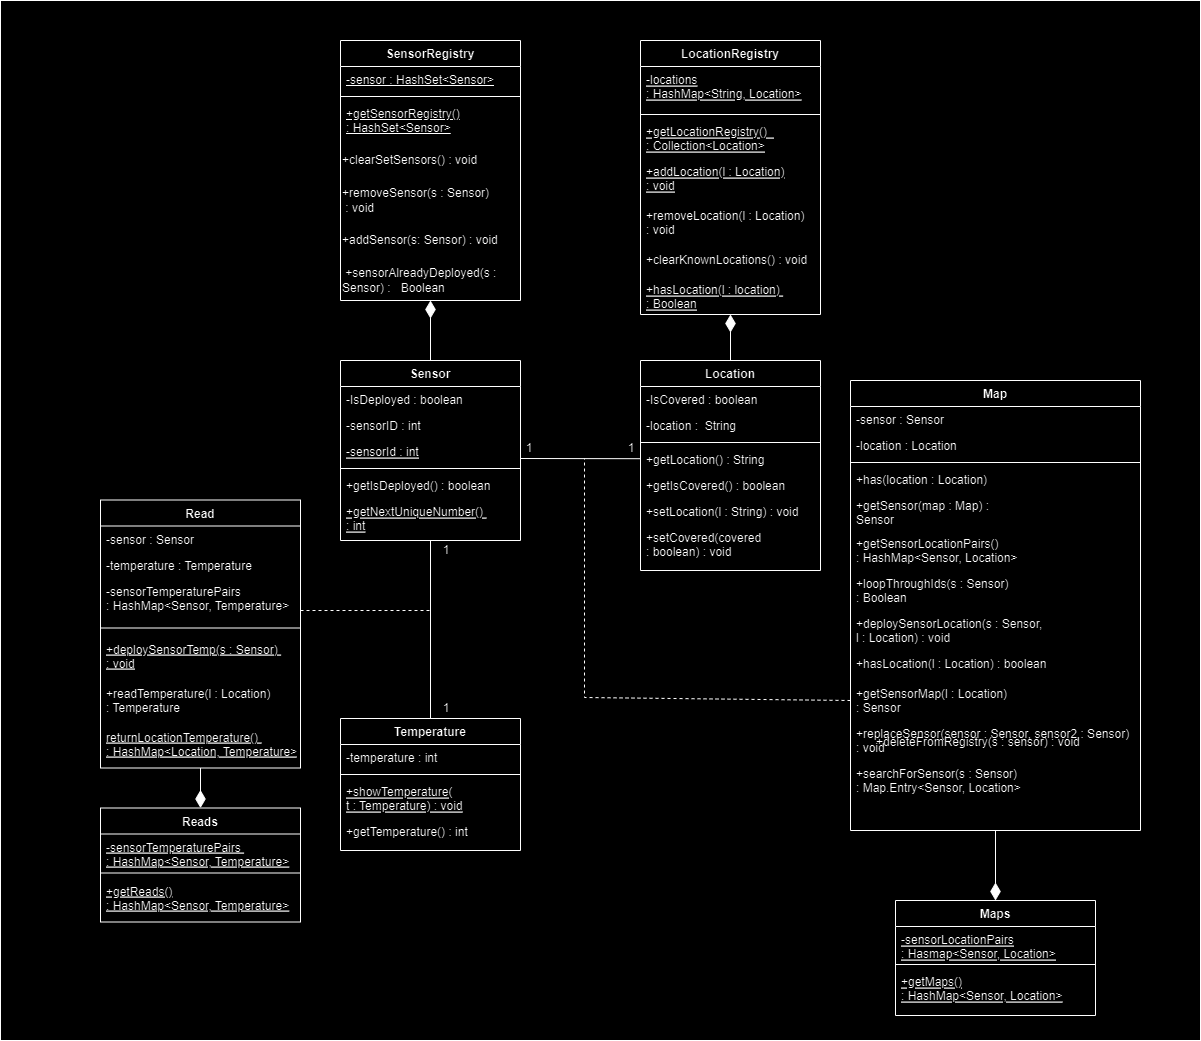 SensorRegistry
-sensor : HashSet<Sensor>
+getSensorRegistry()
: HashSet<Sensor>
+clearSetSensors() : void
+removeSensor(s : Sensor)
: void
+addSensor(s: Sensor) : void
+sensorAlreadyDeployed(s :
Sensor) : Boolean
LocationRegistry
-locations
: HashMap<String, Location>
+getLocationRegistry()
: Collection<Location>
+addLocation(l : Location)
: void
+removeLocation(l : Location)
: void
+clearKnownLocations() : void
+hasLocation(l : location)
: Boolean
Sensor
-IsDeployed : boolean
-sensorID : int
-sensorId : int
+getIsDeployed() : boolean
+getNextUniqueNumber()
: int
1
1
Location
-IsCovered : boolean
-location : String
+getLocation() : String
+getIsCovered() : boolean
+setLocation(l : String) : void
+setCovered(covered
: boolean) : void
Map
-sensor : Sensor
-location : Location
+has(location : Location)
+getSensor(map : Map) :
Sensor
+getSensorLocationPairs()
: HashMap<Sensor, Location>
+loopThroughIds(s : Sensor)
: Boolean
+deploySensorLocation(s : Sensor,
l : Location) : void
+hasLocation(l : Location) : boolean
+getSensorMap(l : Location)
: Sensor
+replaceSensor(sensor : Sensor, sensor2 : Sensor)
: void
+deleteFromRegistry(s : sensor) : void
+searchForSensor(s : Sensor)
: Map.Entry<Sensor, Location>
Read
-sensor : Sensor
-temperature : Temperature
-sensorTemperaturePairs
: HashMap<Sensor, Temperature>
+deploySensorTemp(s : Sensor)
: void
+readTemperature(l : Location)
: Temperature
returnLocationTemperature()
: HashMap<Location, Temperature>
1
1
Temperature
-temperature : int
+showTemperature(
t : Temperature) : void
+getTemperature() : int
Reads
-sensorTemperaturePairs
: HashMap<Sensor, Temperature>
+getReads()
: HashMap<Sensor, Temperature>
Maps
-sensorLocationPairs
: Hasmap<Sensor, Location>
+getMaps()
: HashMap<Sensor, Location>